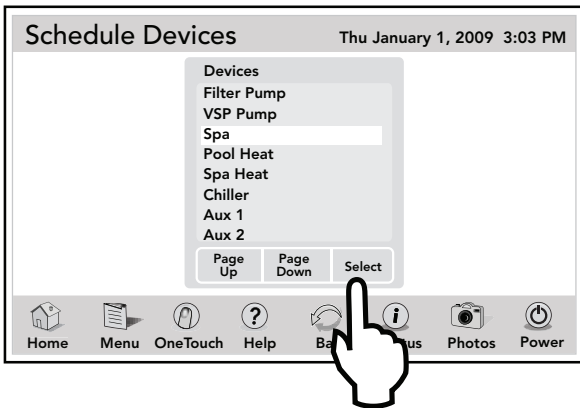 Schedule Devices
Thu January 1, 2009 3:03 PM
Devices
Filter Pump
VSP Pump
Spa
Pool Heat
Spa Heat
Chiller
Aux 1
Aux 2
Page Up
Page Down
Select
Home
Menu
OneTouch
?
Help
i
Photos
Power